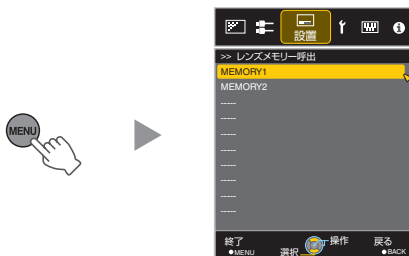 MENU
設置
>> レンズメモリー呼出
MEMORY1
MEMORY2
-----
-----
-----
-----
-----
-----
-----
-----
終了
●MENU
選択
操作
戻る
●BACK